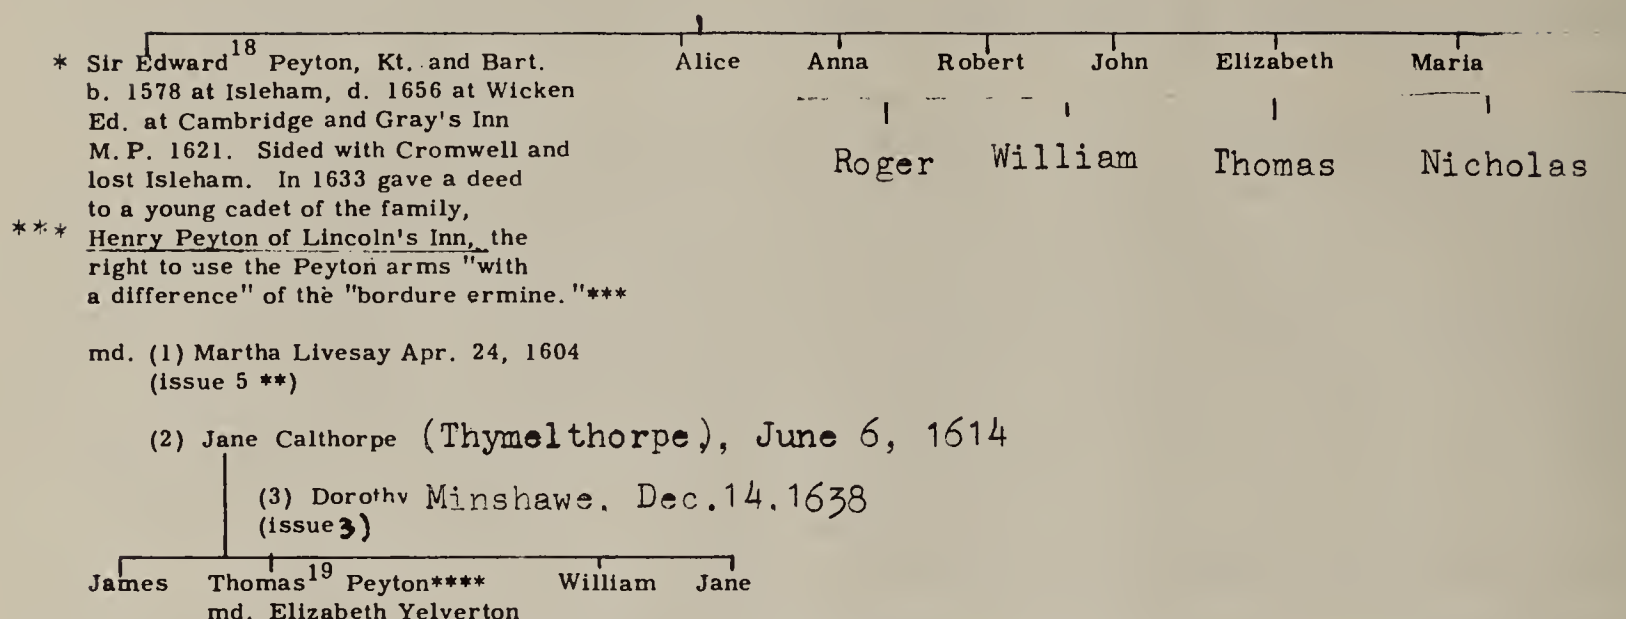 * Sir Edward18 Peyton, Kt. and Bart. Alice Anna Robert John Elizabeth Maria
b. 1578 at Isleham, d. 1656 at Wicken
Ed. at Cambridge and Gray's Inn
M. P. 1621. Sided with Cromwell and
Roger William Thomas Nicholas
lost Isleham. In 1633 gave a deed
to a young cadet of the family,
*** Henry Peyton of Lincoln's Inn, the
right to use the Peyton arms "with
a difference" of the "bordure ermine."***
md. (1) Martha Livesay Apr. 24, 1604
(issue 5 **)
(2) Jane Calthorpe (Thymelthorpe), June 6, 1614
(3) Dorothy Minshawe. Dec.14.1638
(issue 3)
James Thomas19 Peyton**** William Jane
md. Elizabeth Yelverton